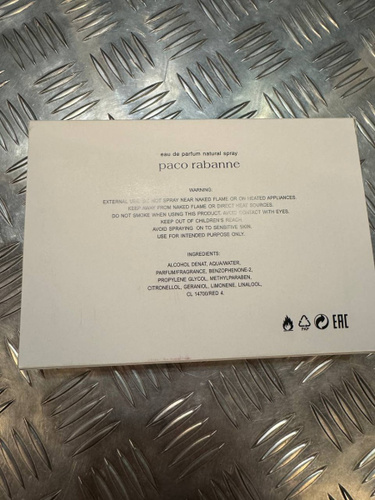 eau de parfum natural spray
paco rabanne
WARNING:
EXTERNAL USE. DO NOT SPRAY NEAR NAKED FLAME OR ON HEATED APPLIANCES.
KEEP AWAY FROM NAKED FLAME OR DIRECT HEAT SOURCES.
DO NOT SMOKE WHEN USING THIS PRODUCT. AVOID CONTACT WITH EYES.
KEEP OUT OF CHILDREN'S REACH.
AVOID SPRAYING ON TO SENSITIVE SKIN.
USE FOR INTENDED PURPOSE ONLY.
INGREDIENTS:
ALCOHOL DENAT, AQUA/WATER,
PARFUM/FRAGRANCE, BENZOPHENONE-2,
PROPYLENE GLYCOL, METHYLPARABEN,
CITRONELLOL, GERANIOL, LIMONENE, LINALOOL,
CL 14700/RED 4.
PAP
EAC